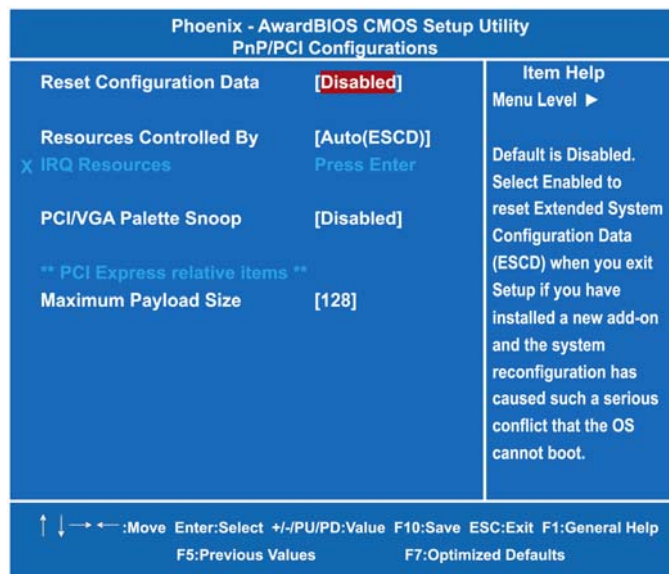 Phoenix - AwardBIOS CMOS Setup Utility
PnP/PCI Configurations
Reset Configuration Data [Disabled]
Resources Controlled By [Auto(ESCD)]
X IRQ Resources Press Enter
PCI/VGA Palette Snoop [Disabled]
** PCI Express relative items **
Maximum Payload Size [128]
Item Help
Menu Level ►
Default is Disabled.
Select Enabled to
reset Extended System
Configuration Data
(ESCD) when you exit
Setup if you have
installed a new add-on
and the system
reconfiguration has
caused such a serious
conflict that the OS
cannot boot.
↑ ↓ → ← :Move Enter:Select +/-/PU/PD:Value F10:Save ESC:Exit F1:General Help
F5:Previous Values F7:Optimized Defaults